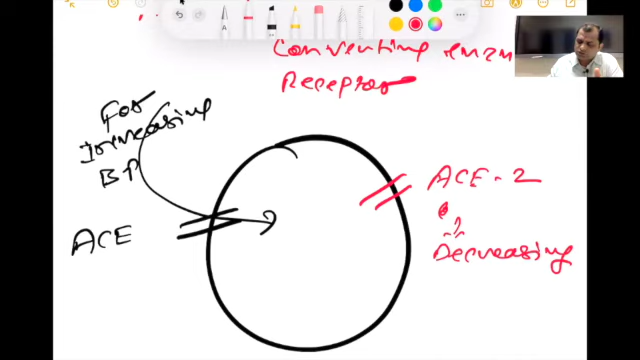 Converting enzy
Receptor
For
Increasing
BP
ACE
ACE-2
Decreasing